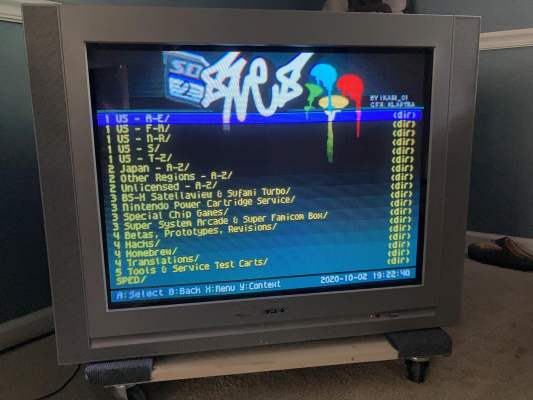 SD
SNES
BY IKARI_01
GFX: KLAPTRA
1 US - A-E/ (dir)
1 US - F-M/ (dir)
1 US - N-R/ (dir)
1 US - S/ (dir)
1 US - T-Z/ (dir)
2 Japan - A-Z/ (dir)
2 Other Regions - A-Z/ (dir)
2 Unlicensed - A-Z/ (dir)
3 BS-X Satellaview & Sufami Turbo/ (dir)
3 Nintendo Power Cartridge Service/ (dir)
3 Special Chip Games/ (dir)
3 Super System Arcade & Super Famicom Box/ (dir)
4 Betas, Prototypes, Revisions/ (dir)
4 Hacks/ (dir)
4 Homebrew/ (dir)
4 Translations/ (dir)
5 Tools & Service Test Carts/ (dir)
SPED/ (dir)
A:Select B:Back X:Menu Y:Context 2020-10-02 19:22:40